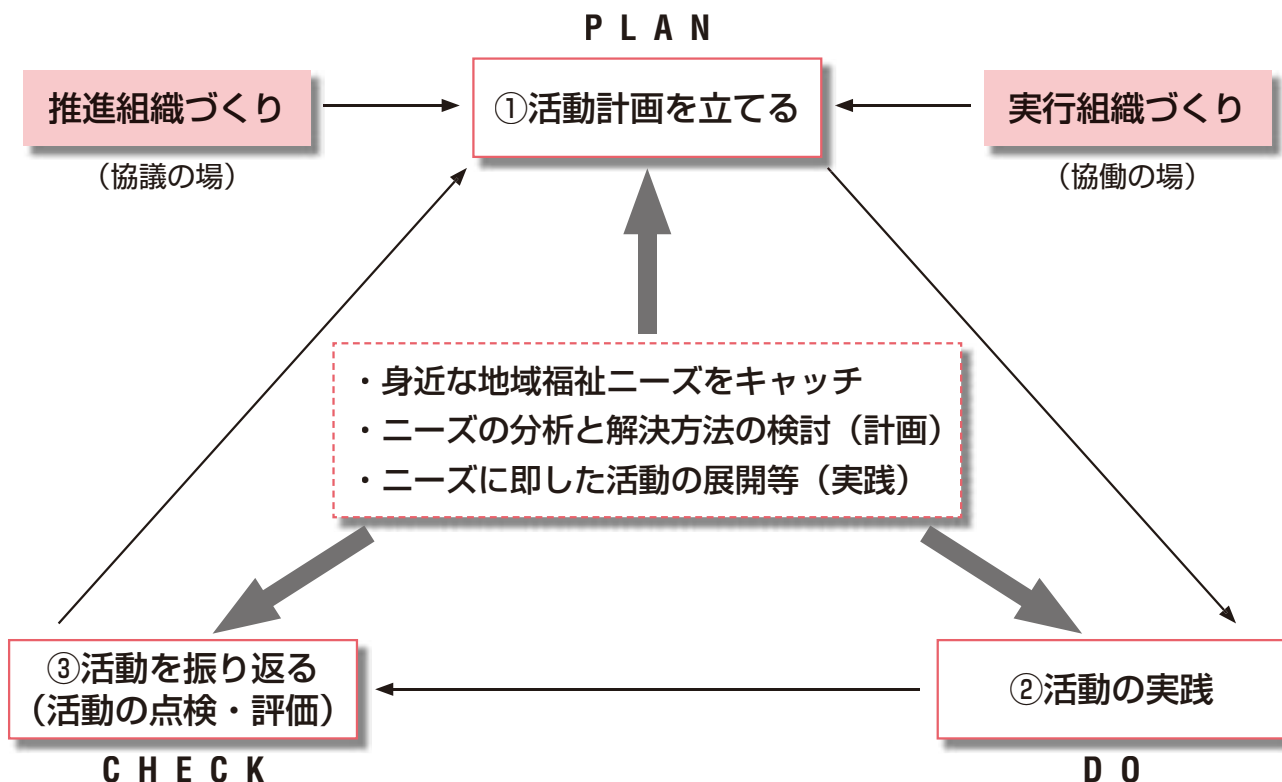 PLAN
推進組織づくり
（協議の場）
①活動計画を立てる
実行組織づくり
（協働の場）
・身近な地域福祉ニーズをキャッチ
・ニーズの分析と解決方法の検討（計画）
・ニーズに即した活動の展開等（実践）
③活動を振り返る
（活動の点検・評価）
CHECK
②活動の実践
DO